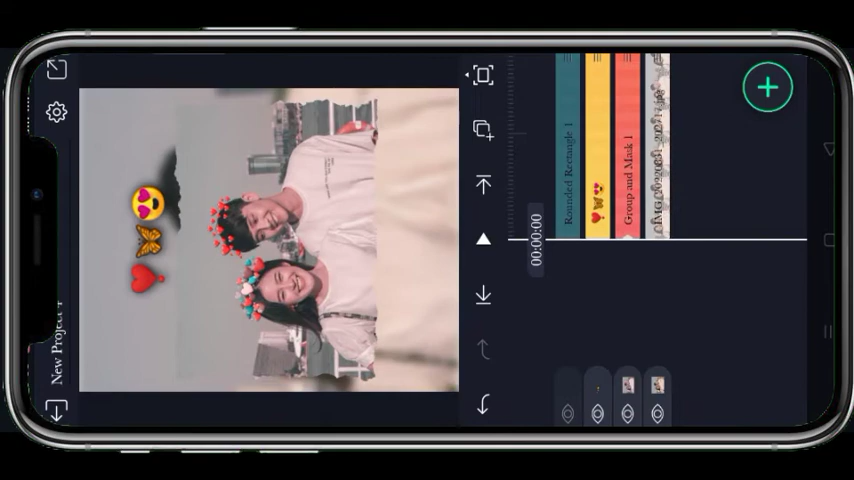 New Project 4
00:00:00
Rounded Rectangle 1
❣️🦋😍
Group and Mask 1